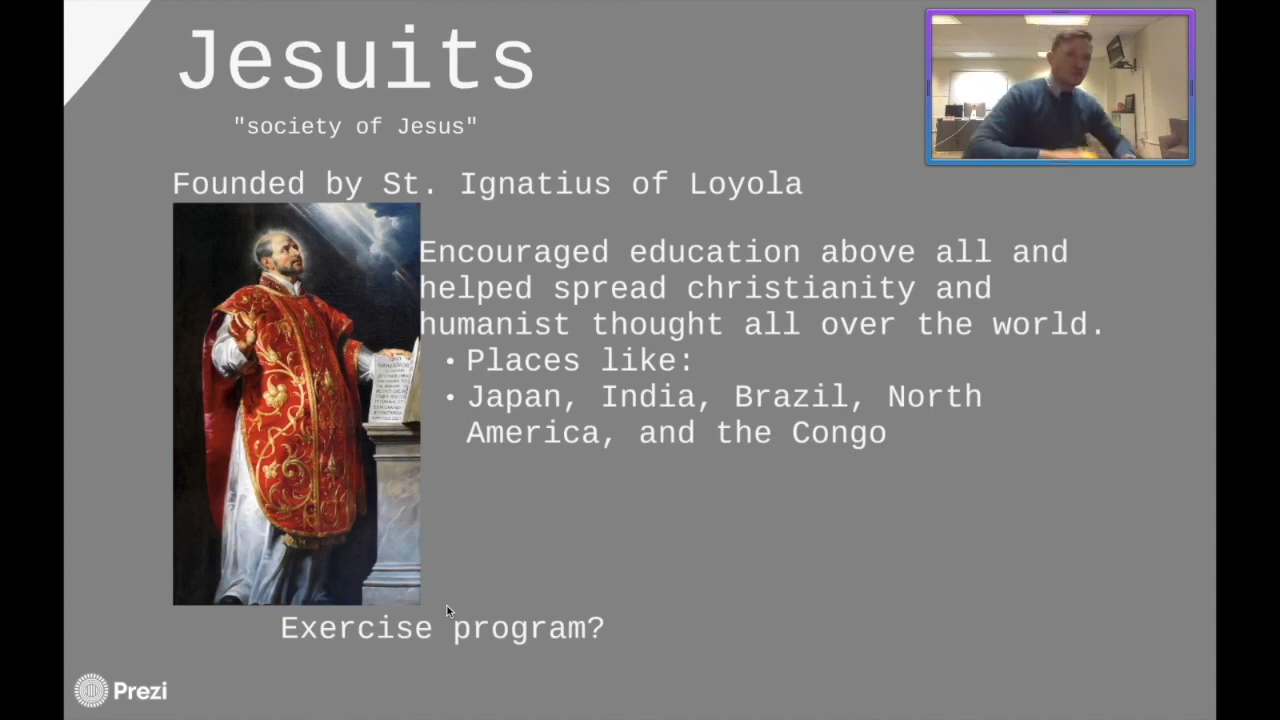 Jesuits
"society of Jesus"
Founded by St. Ignatius of Loyola
Encouraged education above all and
helped spread christianity and
humanist thought all over the world.
• Places like:
• Japan, India, Brazil, North
America, and the Congo
Exercise program?
Prezi